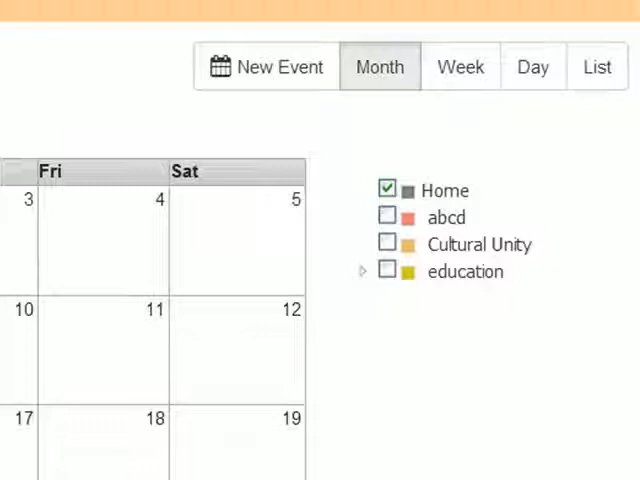 New Event Month Week Day List
Fri Sat
3 4 5
Home
abcd
Cultural Unity
education
10 11 12
17 18 19